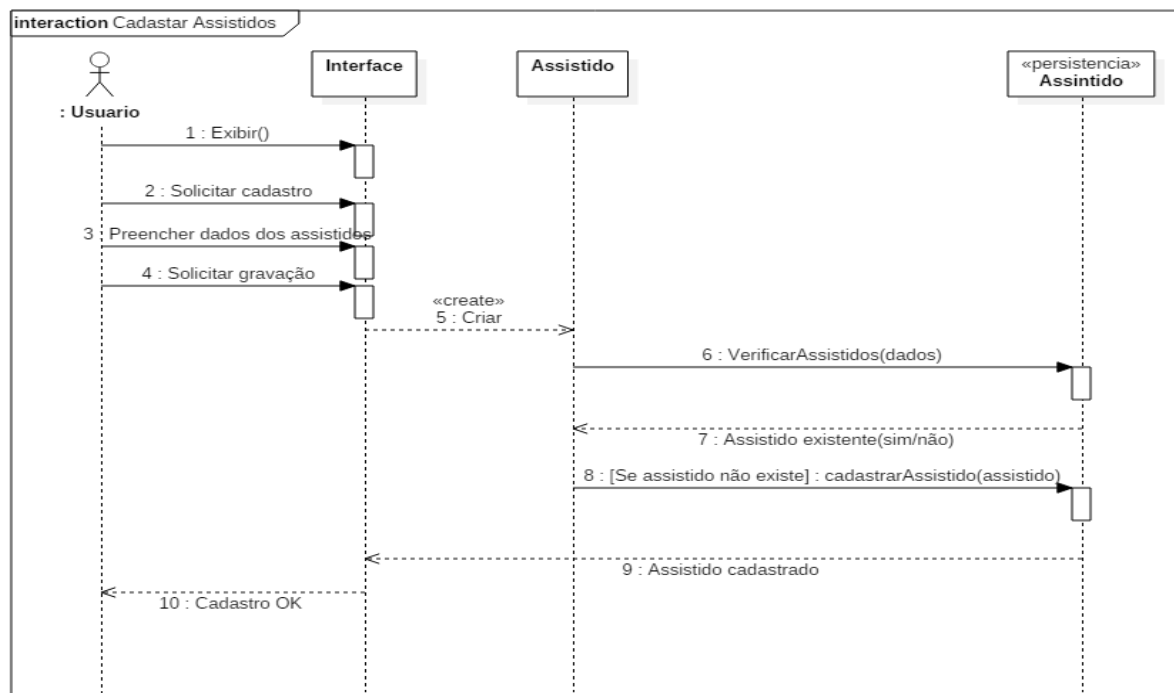 interaction Cadastar Assistidos
: Usuario
Interface
Assistido
«persistencia»
Assintido
1 : Exibir()
2 : Solicitar cadastro
3 : Preencher dados dos assistidos
4 : Solicitar gravação
«create»
5 : Criar
6 : VerificarAssistidos(dados)
7 : Assistido existente(sim/não)
8 : [Se assistido não existe] : cadastrarAssistido(assistido)
9 : Assistido cadastrado
10 : Cadastro OK